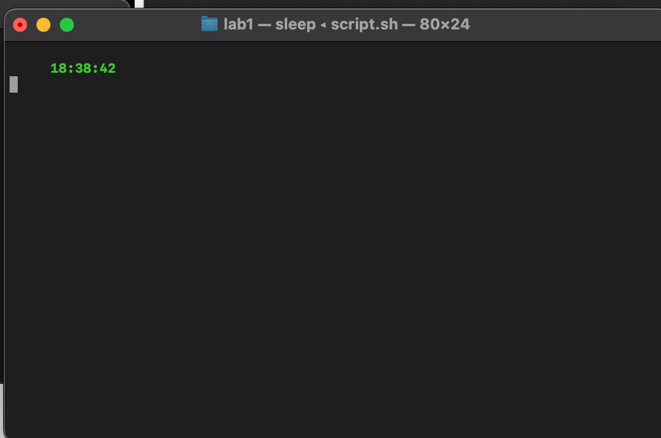 lab1 — sleep ◂ script.sh — 80×24
18:38:42